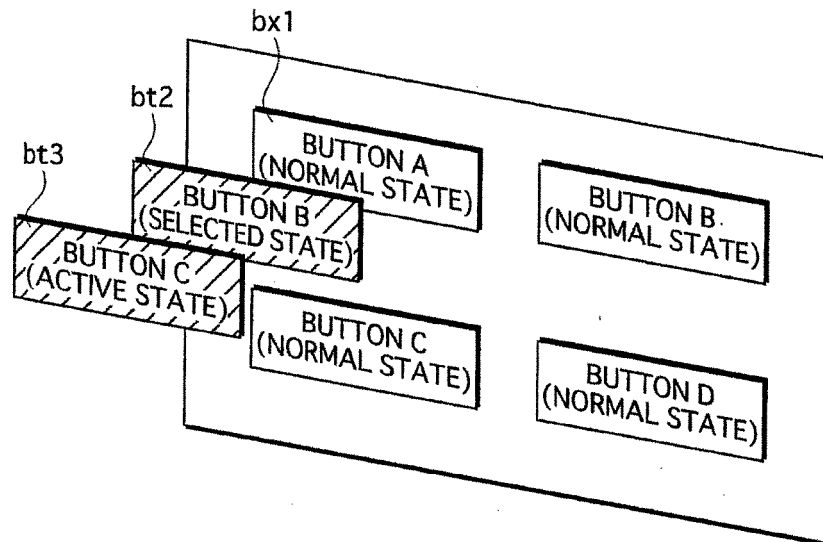 bx1
bt2
bt3
BUTTON A
(NORMAL STATE)
BUTTON B
(SELECTED STATE)
BUTTON C
(ACTIVE STATE)
BUTTON B
(NORMAL STATE)
BUTTON C
(NORMAL STATE)
BUTTON D
(NORMAL STATE)